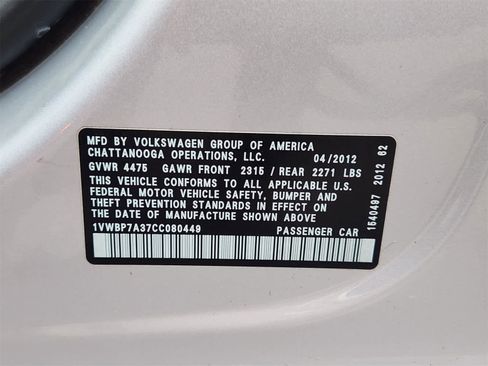 MFD BY VOLKSWAGEN GROUP OF AMERICA
CHATTANOOGA OPERATIONS, LLC. 04/2012
GVWR 4475 GAWR FRONT 2315 / REAR 2271 LBS
THIS VEHICLE CONFORMS TO ALL APPLICABLE U.S.
FEDERAL MOTOR VEHICLE SAFETY, BUMPER AND
THEFT PREVENTION STANDARDS IN EFFECT ON
THE DATE OF MANUFACTURE SHOWN ABOVE
1VWBP7A37CC080449 PASSENGER CAR
1640497 2012 62